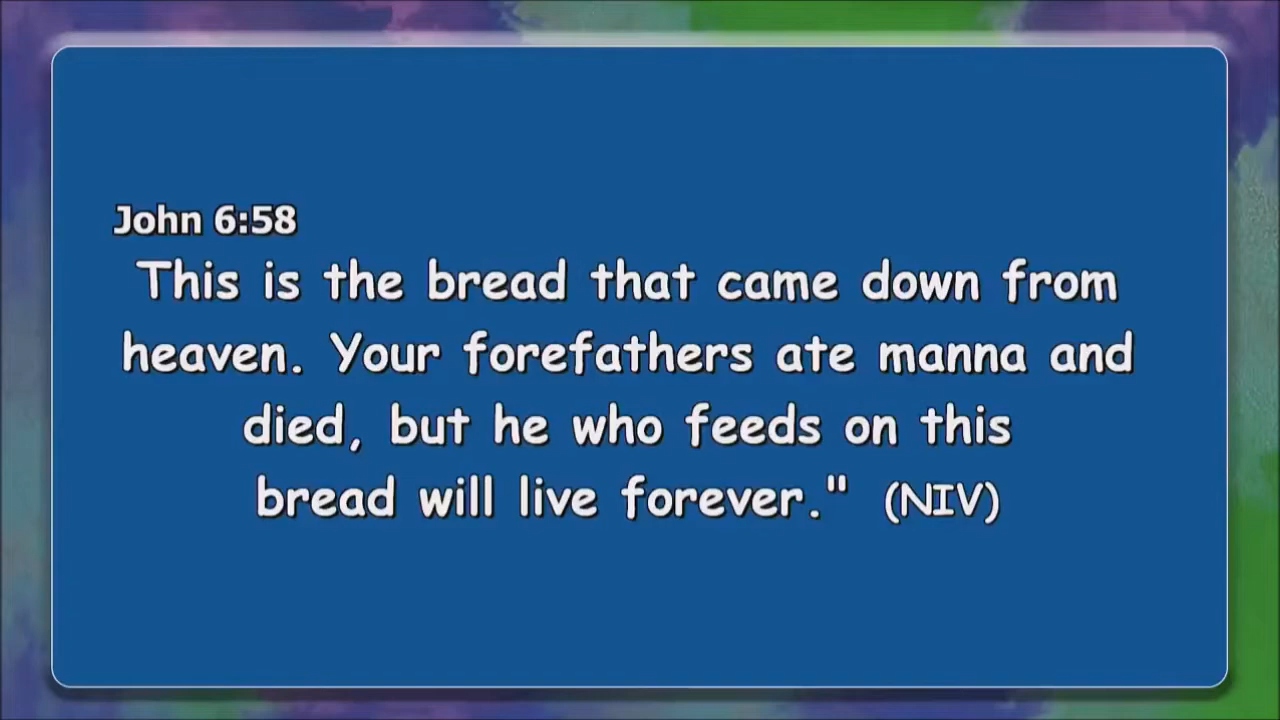 John 6:58
This is the bread that came down from
heaven. Your forefathers ate manna and
died, but he who feeds on this
bread will live forever." (NIV)